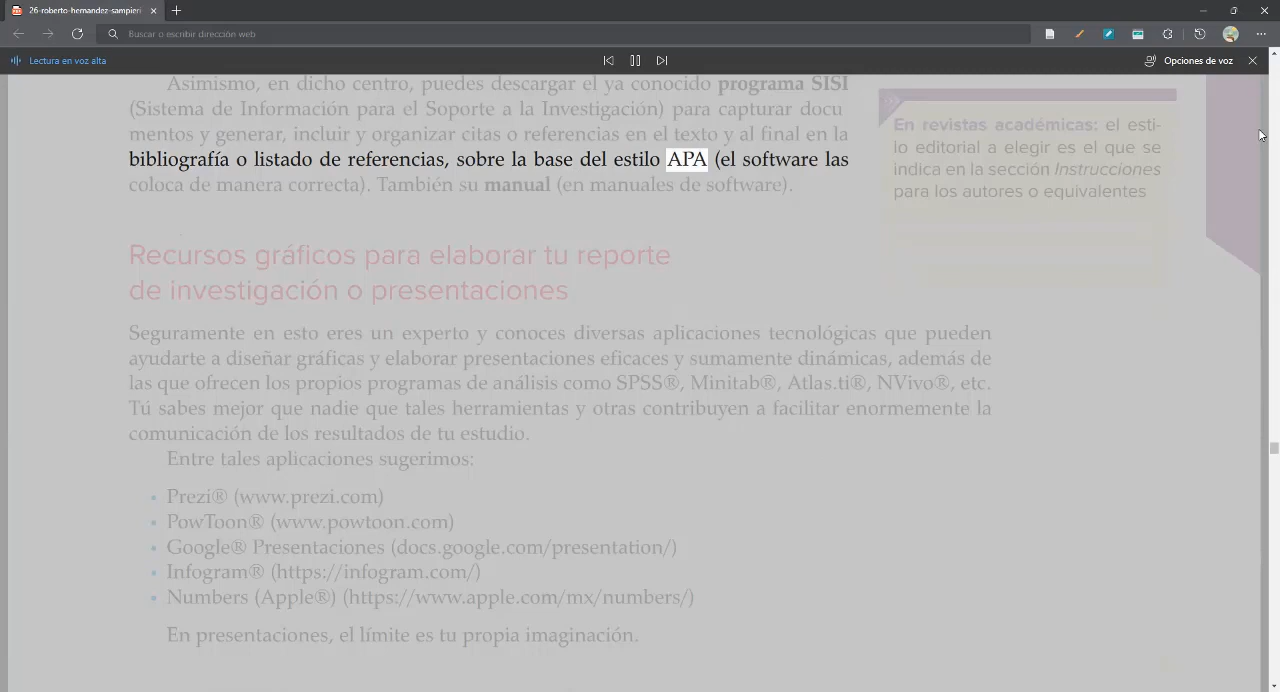 26-roberto-hernandez-sampieri
Buscar o escribir dirección web
Lectura en voz alta
Opciones de voz
Asimismo, en dicho centro, puedes descargar el ya conocido programa SISI
(Sistema de Información para el Soporte a la Investigación) para capturar docu
mentos y generar, incluir y organizar citas o referencias en el texto y al final en la
bibliografía o listado de referencias, sobre la base del estilo APA (el software las
coloca de manera correcta). También su manual (en manuales de software).
En revistas académicas: el esti-
lo editorial a elegir es el que se
indica en la sección Instrucciones
para los autores o equivalentes
Recursos gráficos para elaborar tu reporte
de investigación o presentaciones
Seguramente en esto eres un experto y conoces diversas aplicaciones tecnológicas que pueden
ayudarte a diseñar gráficas y elaborar presentaciones eficaces y sumamente dinámicas, además de
las que ofrecen los propios programas de análisis como SPSS®, Minitab®, Atlas.ti®, NVivo®, etc.
Tú sabes mejor que nadie que tales herramientas y otras contribuyen a facilitar enormemente la
comunicación de los resultados de tu estudio.
Entre tales aplicaciones sugerimos:
• Prezi® (www.prezi.com)
• PowToon® (www.powtoon.com)
• Google® Presentaciones (docs.google.com/presentation/)
• Infogram® (https://infogram.com/)
• Numbers (Apple®) (https://www.apple.com/mx/numbers/)
En presentaciones, el límite es tu propia imaginación.